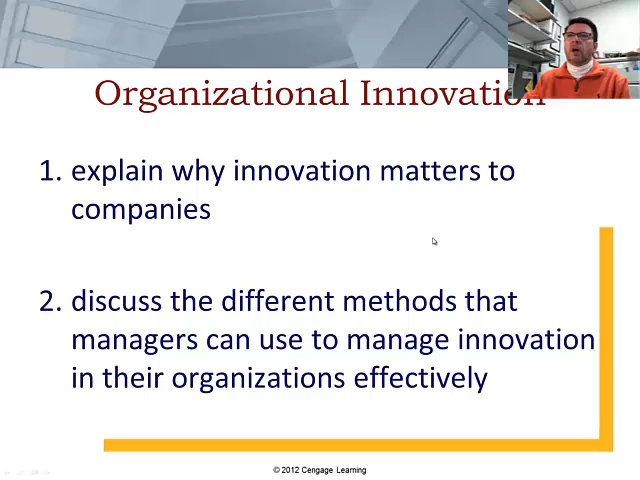 Organizational Innovation
1. explain why innovation matters to
companies
2. discuss the different methods that
managers can use to manage innovation
in their organizations effectively
© 2012 Cengage Learning